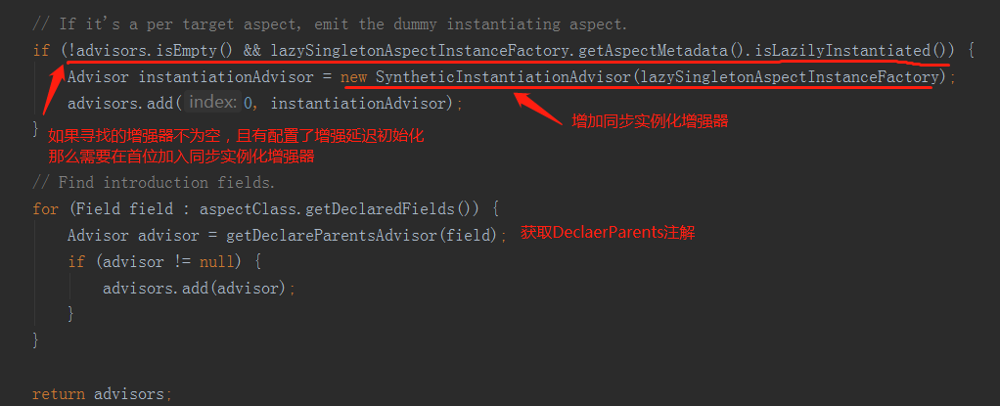 // If it's a per target aspect, emit the dummy instantiating aspect.
if (!advisors.isEmpty() && lazySingletonAspectInstanceFactory.getAspectMetadata().isLazilyInstantiated()) {
Advisor instantiationAdvisor = new SyntheticInstantiationAdvisor(lazySingletonAspectInstanceFactory);
advisors.add( index: 0, instantiationAdvisor);
}
增加同步实例化增强器
如果寻找的增强器不为空，且有配置了增强延迟初始化
那么需要在首位加入同步实例化增强器
// Find introduction fields.
for (Field field : aspectClass.getDeclaredFields()) {
Advisor advisor = getDeclareParentsAdvisor(field); 获取DeclaerParents注解
if (advisor != null) {
advisors.add(advisor);
}
}
return advisors;